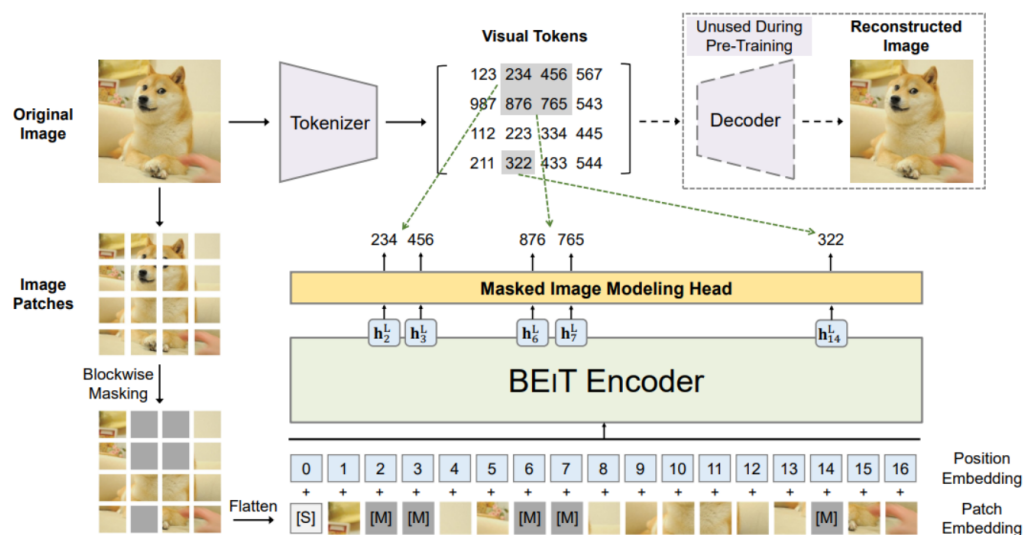 Unused During
Pre-Training
Reconstructed
Image
Visual Tokens
Original
Image
Tokenizer
123 234 456 567
987 876 765 543
112 223 334 445
211 322 433 544
Decoder
234 456
876 765
322
Image
Patches
Masked Image Modeling Head
h₂ᴸ h₃ᴸ h₆ᴸ h₇ᴸ h₁₄ᴸ
BEIT Encoder
Blockwise
Masking
0 1 2 3 4 5 6 7 8 9 10 11 12 13 14 15 16
Position
Embedding
+ + + + + + + + + + + + + + + + +
Flatten
[S] [M] [M] [M] [M] [M]
Patch
Embedding